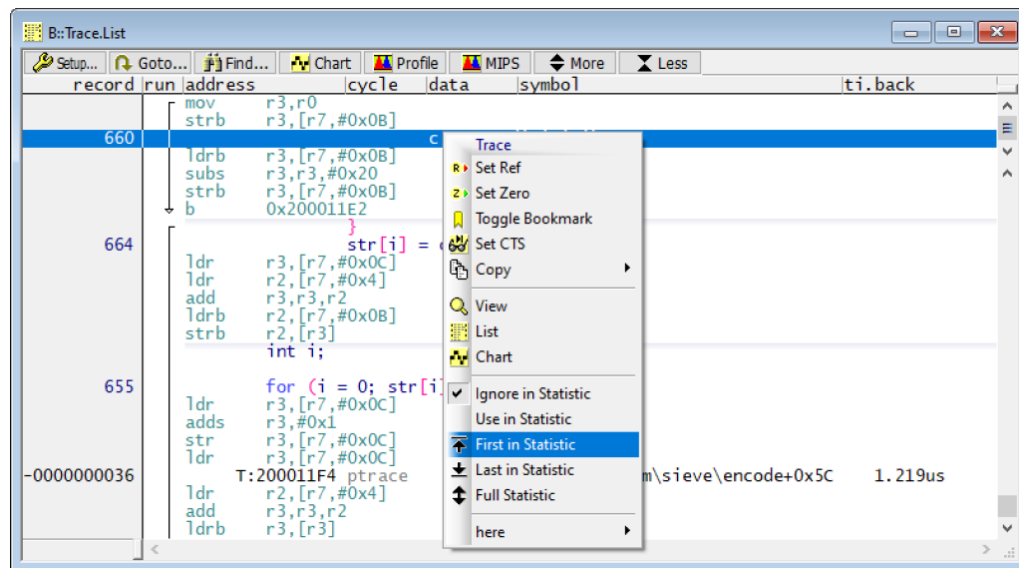 B::Trace.List
Setup... Goto... Find... Chart Profile MIPS More Less
record run address cycle data symbol ti.back
mov r3,r0
strb r3,[r7,#0x0B]
660 c
ldrb r3,[r7,#0x0B]
subs r3,r3,#0x20
strb r3,[r7,#0x0B]
b 0x200011E2
}
664 str[i] =
ldr r3,[r7,#0x0C]
ldr r2,[r7,#0x4]
add r3,r3,r2
ldrb r2,[r7,#0x0B]
strb r2,[r3]
int i;
655 for (i = 0; str[i]
ldr r3,[r7,#0x0C]
adds r3,#0x1
str r3,[r7,#0x0C]
ldr r3,[r7,#0x0C]
-0000000036 T:200011F4 ptrace m\sieve\encode+0x5C 1.219us
ldr r2,[r7,#0x4]
add r3,r3,r2
ldrb r3,[r3]
Trace
Set Ref
Set Zero
Toggle Bookmark
Set CTS
Copy
View
List
Chart
Ignore in Statistic
Use in Statistic
First in Statistic
Last in Statistic
Full Statistic
here